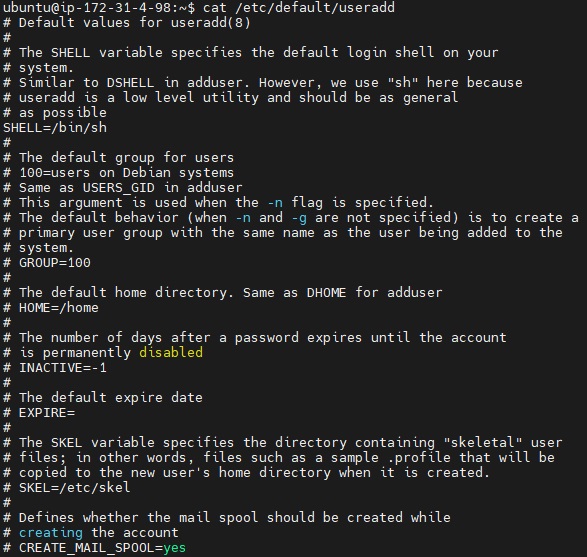 ubuntu@ip-172-31-4-98:~$ cat /etc/default/useradd
# Default values for useradd(8)
#
# The SHELL variable specifies the default login shell on your
# system.
# Similar to DSHELL in adduser. However, we use "sh" here because
# useradd is a low level utility and should be as general
# as possible
SHELL=/bin/sh
#
# The default group for users
# 100=users on Debian systems
# Same as USERS_GID in adduser
# This argument is used when the -n flag is specified.
# The default behavior (when -n and -g are not specified) is to create a
# primary user group with the same name as the user being added to the
# system.
# GROUP=100
#
# The default home directory. Same as DHOME for adduser
# HOME=/home
#
# The number of days after a password expires until the account
# is permanently disabled
# INACTIVE=-1
#
# The default expire date
# EXPIRE=
#
# The SKEL variable specifies the directory containing "skeletal" user
# files; in other words, files such as a sample .profile that will be
# copied to the new user's home directory when it is created.
# SKEL=/etc/skel
#
# Defines whether the mail spool should be created while
# creating the account
# CREATE_MAIL_SPOOL=yes